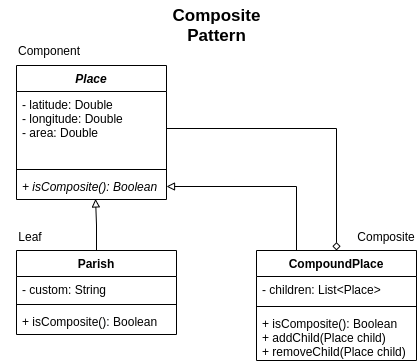 Composite
Pattern
Component
Place
- latitude: Double
- longitude: Double
- area: Double
+ isComposite(): Boolean
Leaf
Composite
Parish
- custom: String
+ isComposite(): Boolean
CompoundPlace
- children: List<Place>
+ isComposite(): Boolean
+ addChild(Place child)
+ removeChild(Place child)